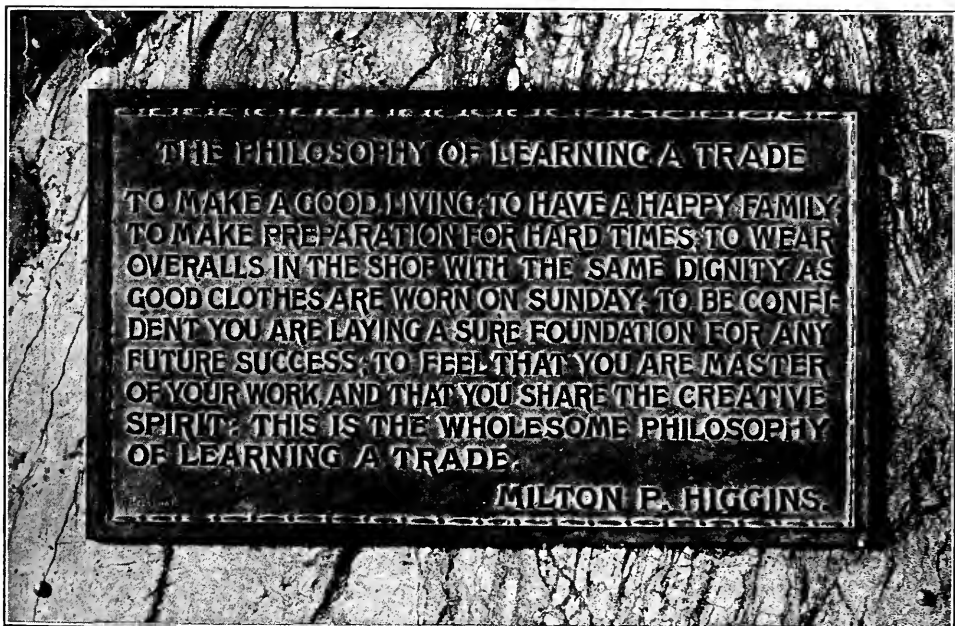 THE PHILOSOPHY OF LEARNING A TRADE
TO MAKE A GOOD LIVING; TO HAVE A HAPPY FAMILY
TO MAKE PREPARATION FOR HARD TIMES; TO WEAR
OVERALLS IN THE SHOP WITH THE SAME DIGNITY AS
GOOD CLOTHES ARE WORN ON SUNDAY; TO BE CONFI-
DENT YOU ARE LAYING A SURE FOUNDATION FOR ANY
FUTURE SUCCESS; TO FEEL THAT YOU ARE MASTER
OF YOUR WORK, AND THAT YOU SHARE THE CREATIVE
SPIRIT: THIS IS THE WHOLESOME PHILOSOPHY
OF LEARNING A TRADE.
MILTON P. HIGGINS.